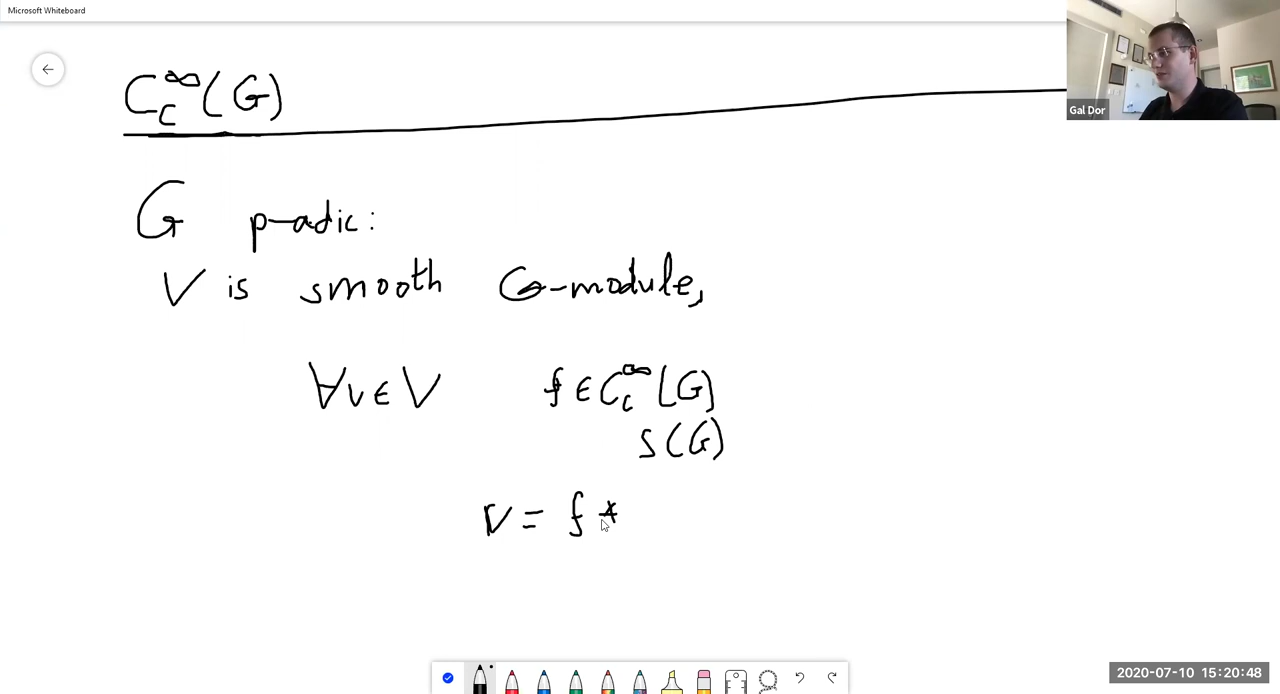 Microsoft Whiteboard
C_c^∞(G)
Gal Dor
G p-adic:
V is smooth G-module,
∀v∈V f∈C_c^∞(G)
S(G)
v = f *
2020-07-10 15:20:48